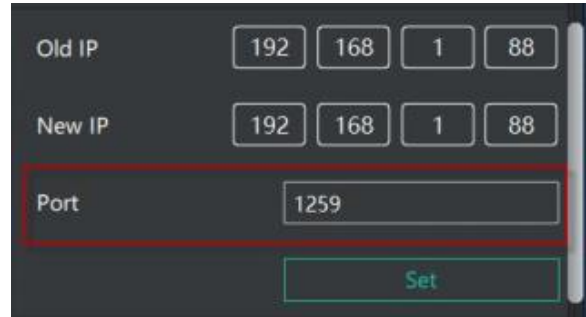 Old IP 192 168 1 88
New IP 192 168 1 88
Port 1259
Set